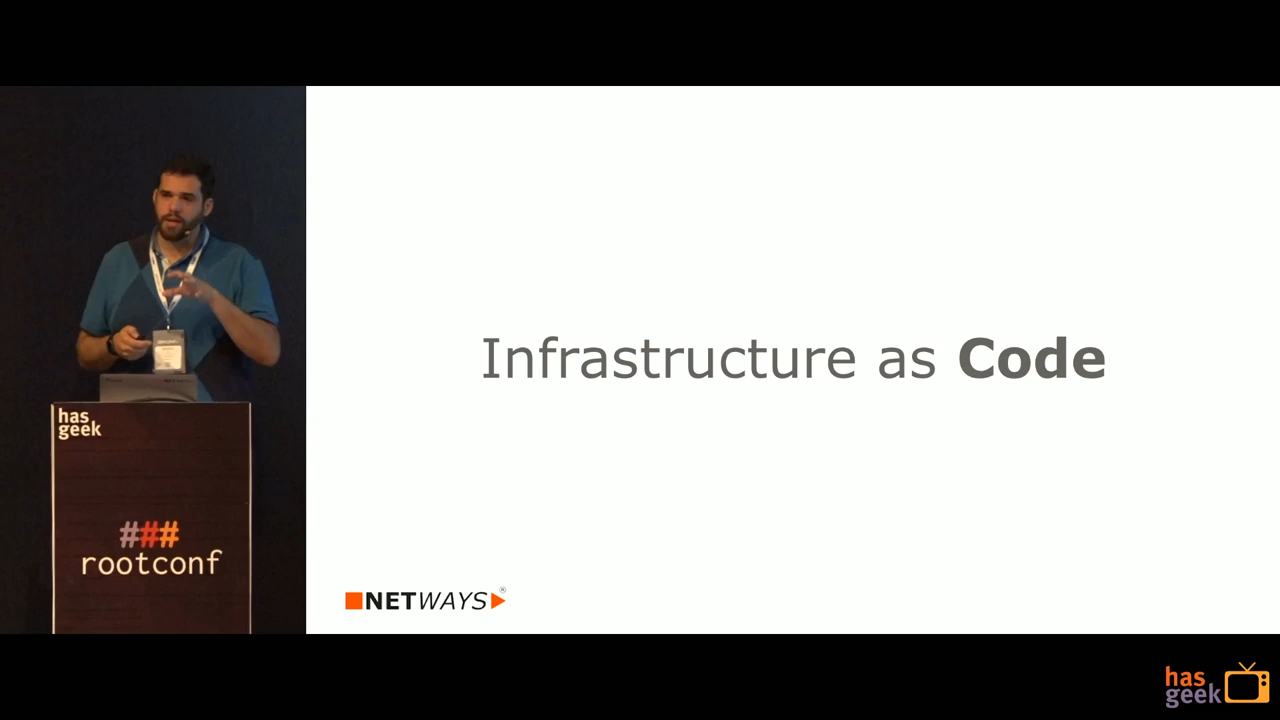 Infrastructure as Code
NETWAYS®
has
geek
###
rootconf
has
geek